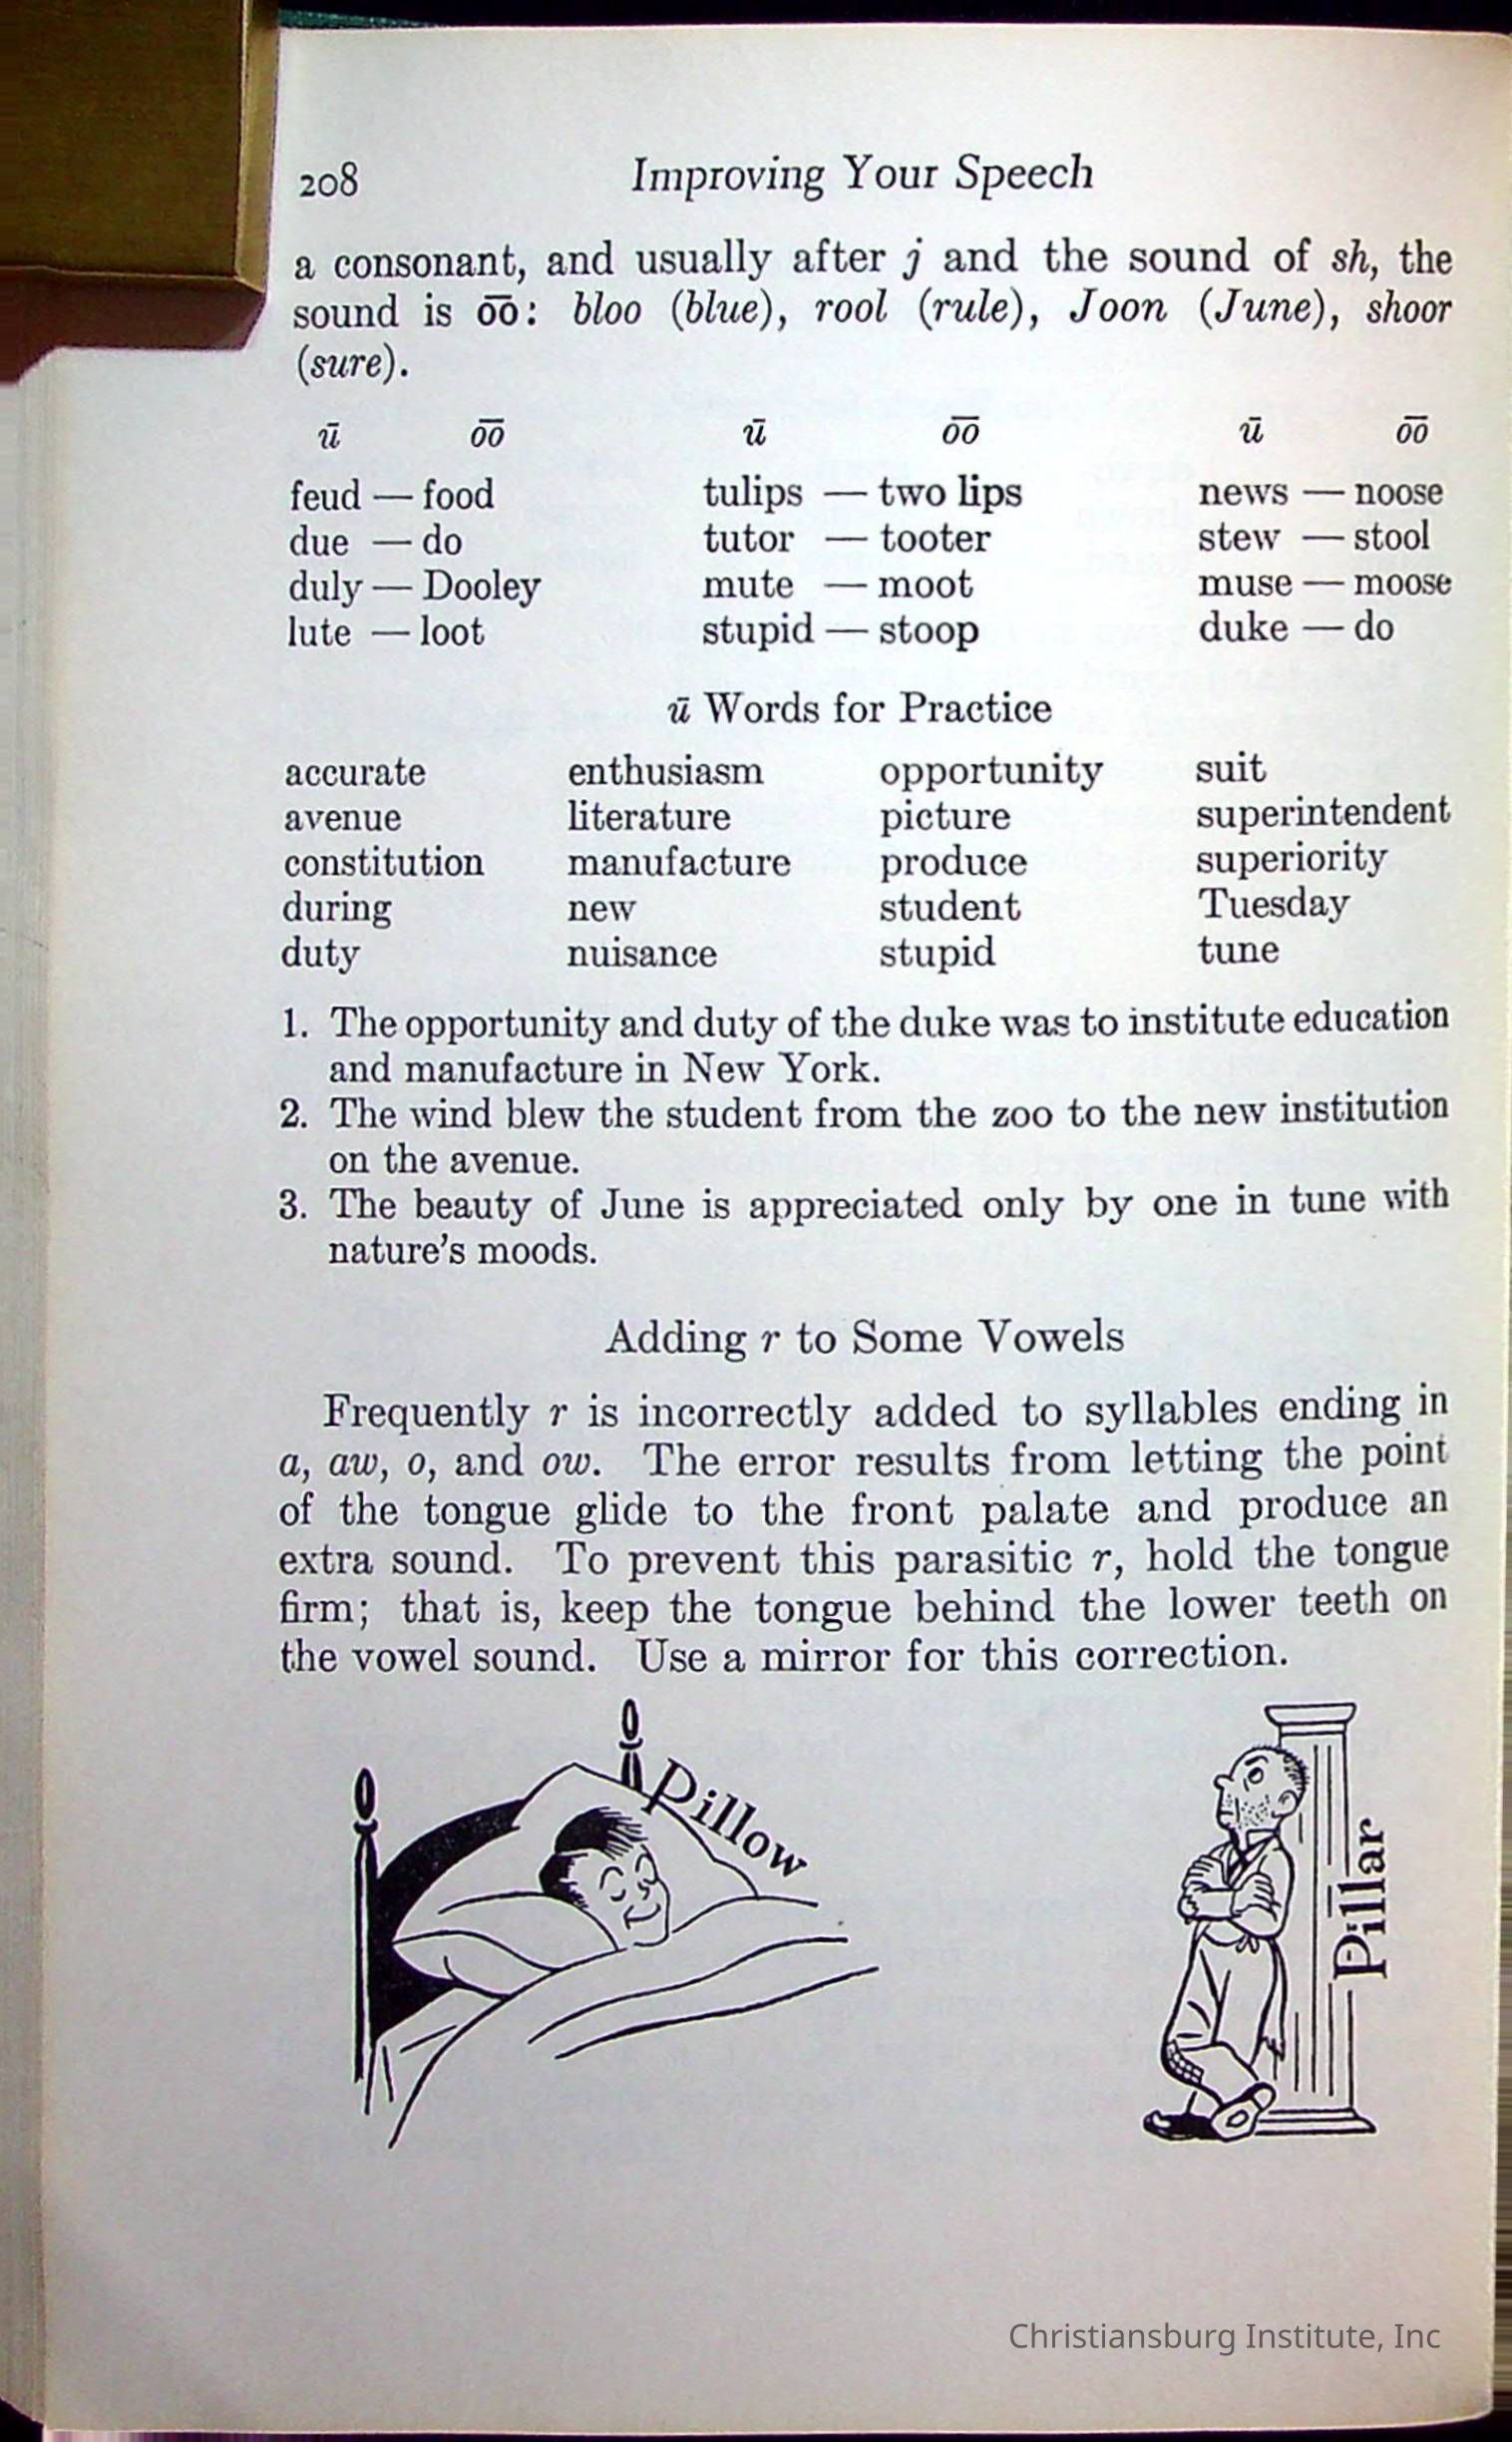 208 Improving Your Speech
a consonant, and usually after j and the sound of sh, the
sound is o͞o: bloo (blue), rool (rule), Joon (June), shoor
(sure).
ū o͞o ū o͞o ū o͞o
feud — food tulips — two lips news — noose
due — do tutor — tooter stew — stool
duly — Dooley mute — moot muse — moose
lute — loot stupid — stoop duke — do
ū Words for Practice
accurate enthusiasm opportunity suit
avenue literature picture superintendent
constitution manufacture produce superiority
during new student Tuesday
duty nuisance stupid tune
1. The opportunity and duty of the duke was to institute education
and manufacture in New York.
2. The wind blew the student from the zoo to the new institution
on the avenue.
3. The beauty of June is appreciated only by one in tune with
nature's moods.
Adding r to Some Vowels
Frequently r is incorrectly added to syllables ending in
a, aw, o, and ow. The error results from letting the point
of the tongue glide to the front palate and produce an
extra sound. To prevent this parasitic r, hold the tongue
firm; that is, keep the tongue behind the lower teeth on
the vowel sound. Use a mirror for this correction.
Pillow
Pillar
Christiansburg Institute, Inc